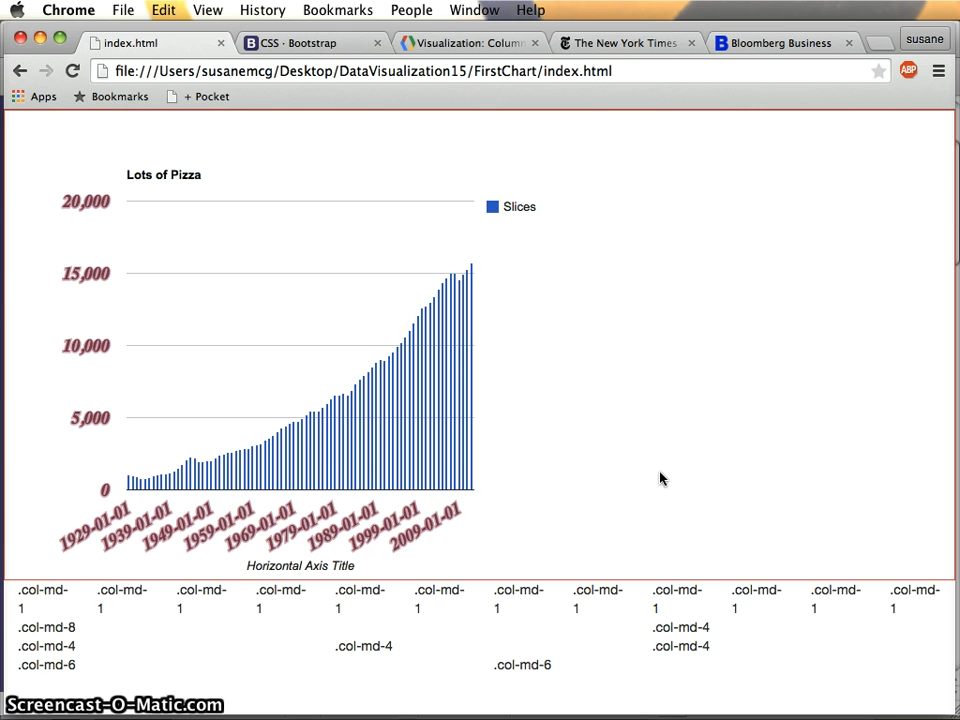 Chrome File Edit View History Bookmarks People Window Help
index.html CSS · Bootstrap Visualization: Colum The New York Times Bloomberg Business susane
file:///Users/susanemcg/Desktop/DataVisualization15/FirstChart/index.html ABP
Apps Bookmarks + Pocket
Lots of Pizza
20,000
Slices
15,000
10,000
5,000
0
1929-01-01 1939-01-01 1949-01-01 1959-01-01 1969-01-01 1979-01-01 1989-01-01 1999-01-01 2009-01-01
Horizontal Axis Title
.col-md- .col-md- .col-md- .col-md- .col-md- .col-md- .col-md- .col-md- .col-md- .col-md- .col-md- .col-md-
1 1 1 1 1 1 1 1 1 1 1 1
.col-md-8 .col-md-4
.col-md-4 .col-md-4 .col-md-4
.col-md-6 .col-md-6
Screencast-O-Matic.com